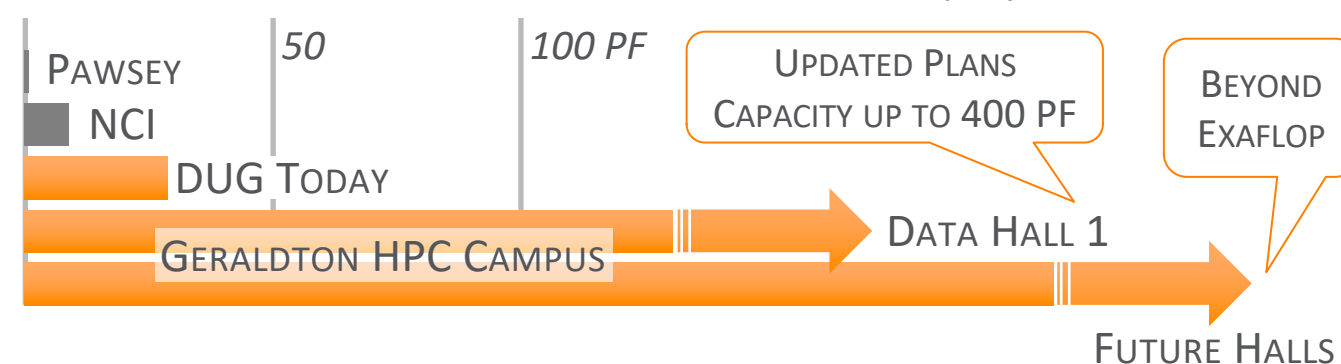 50
100 PF
PAWSEY
NCI
DUG TODAY
UPDATED PLANS
CAPACITY UP TO 400 PF
BEYOND
EXAFLOP
DATA HALL 1
GERALDTON HPC CAMPUS
FUTURE HALLS